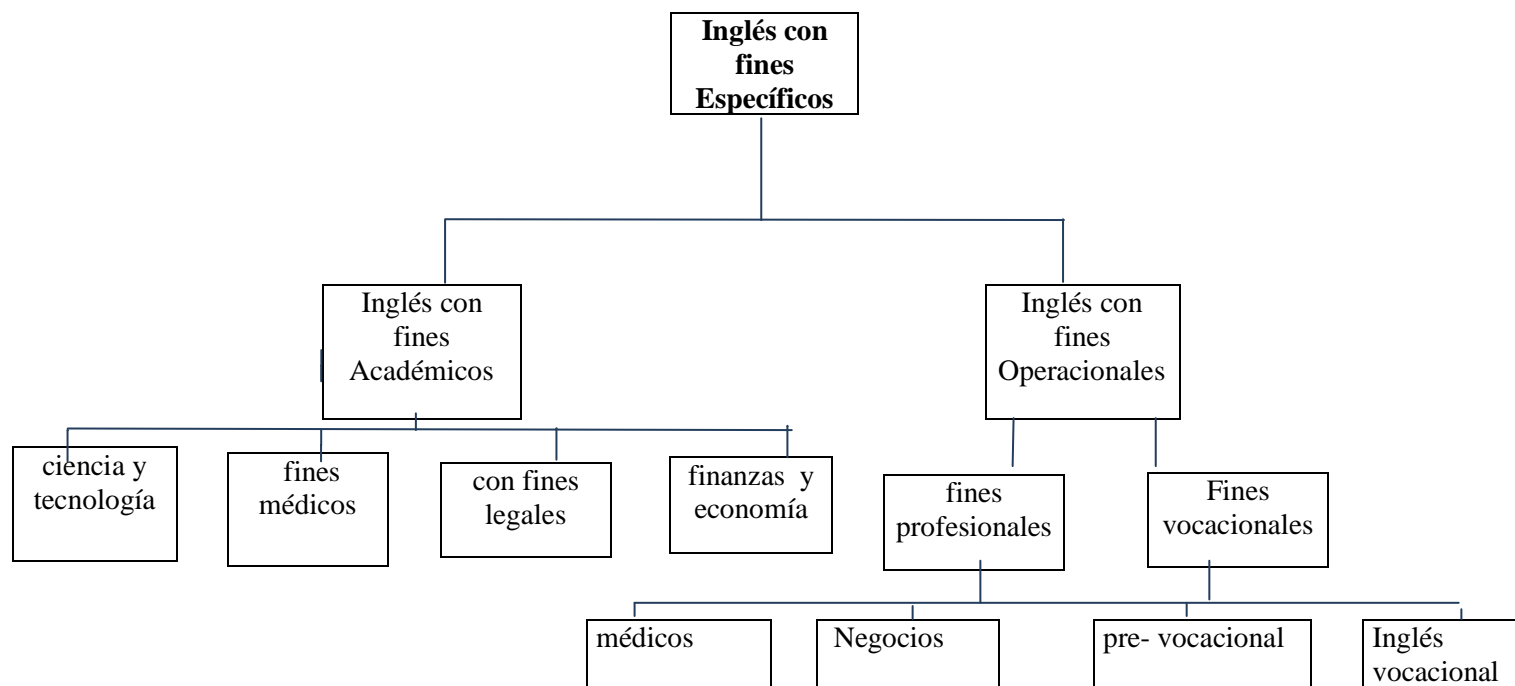 Inglés con
fines
Específicos
Inglés con
fines
Académicos
Inglés con
fines
Operacionales
ciencia y
tecnología
fines
médicos
con fines
legales
finanzas y
economía
fines
profesionales
Fines
vocacionales
médicos
Negocios
pre- vocacional
Inglés
vocacional